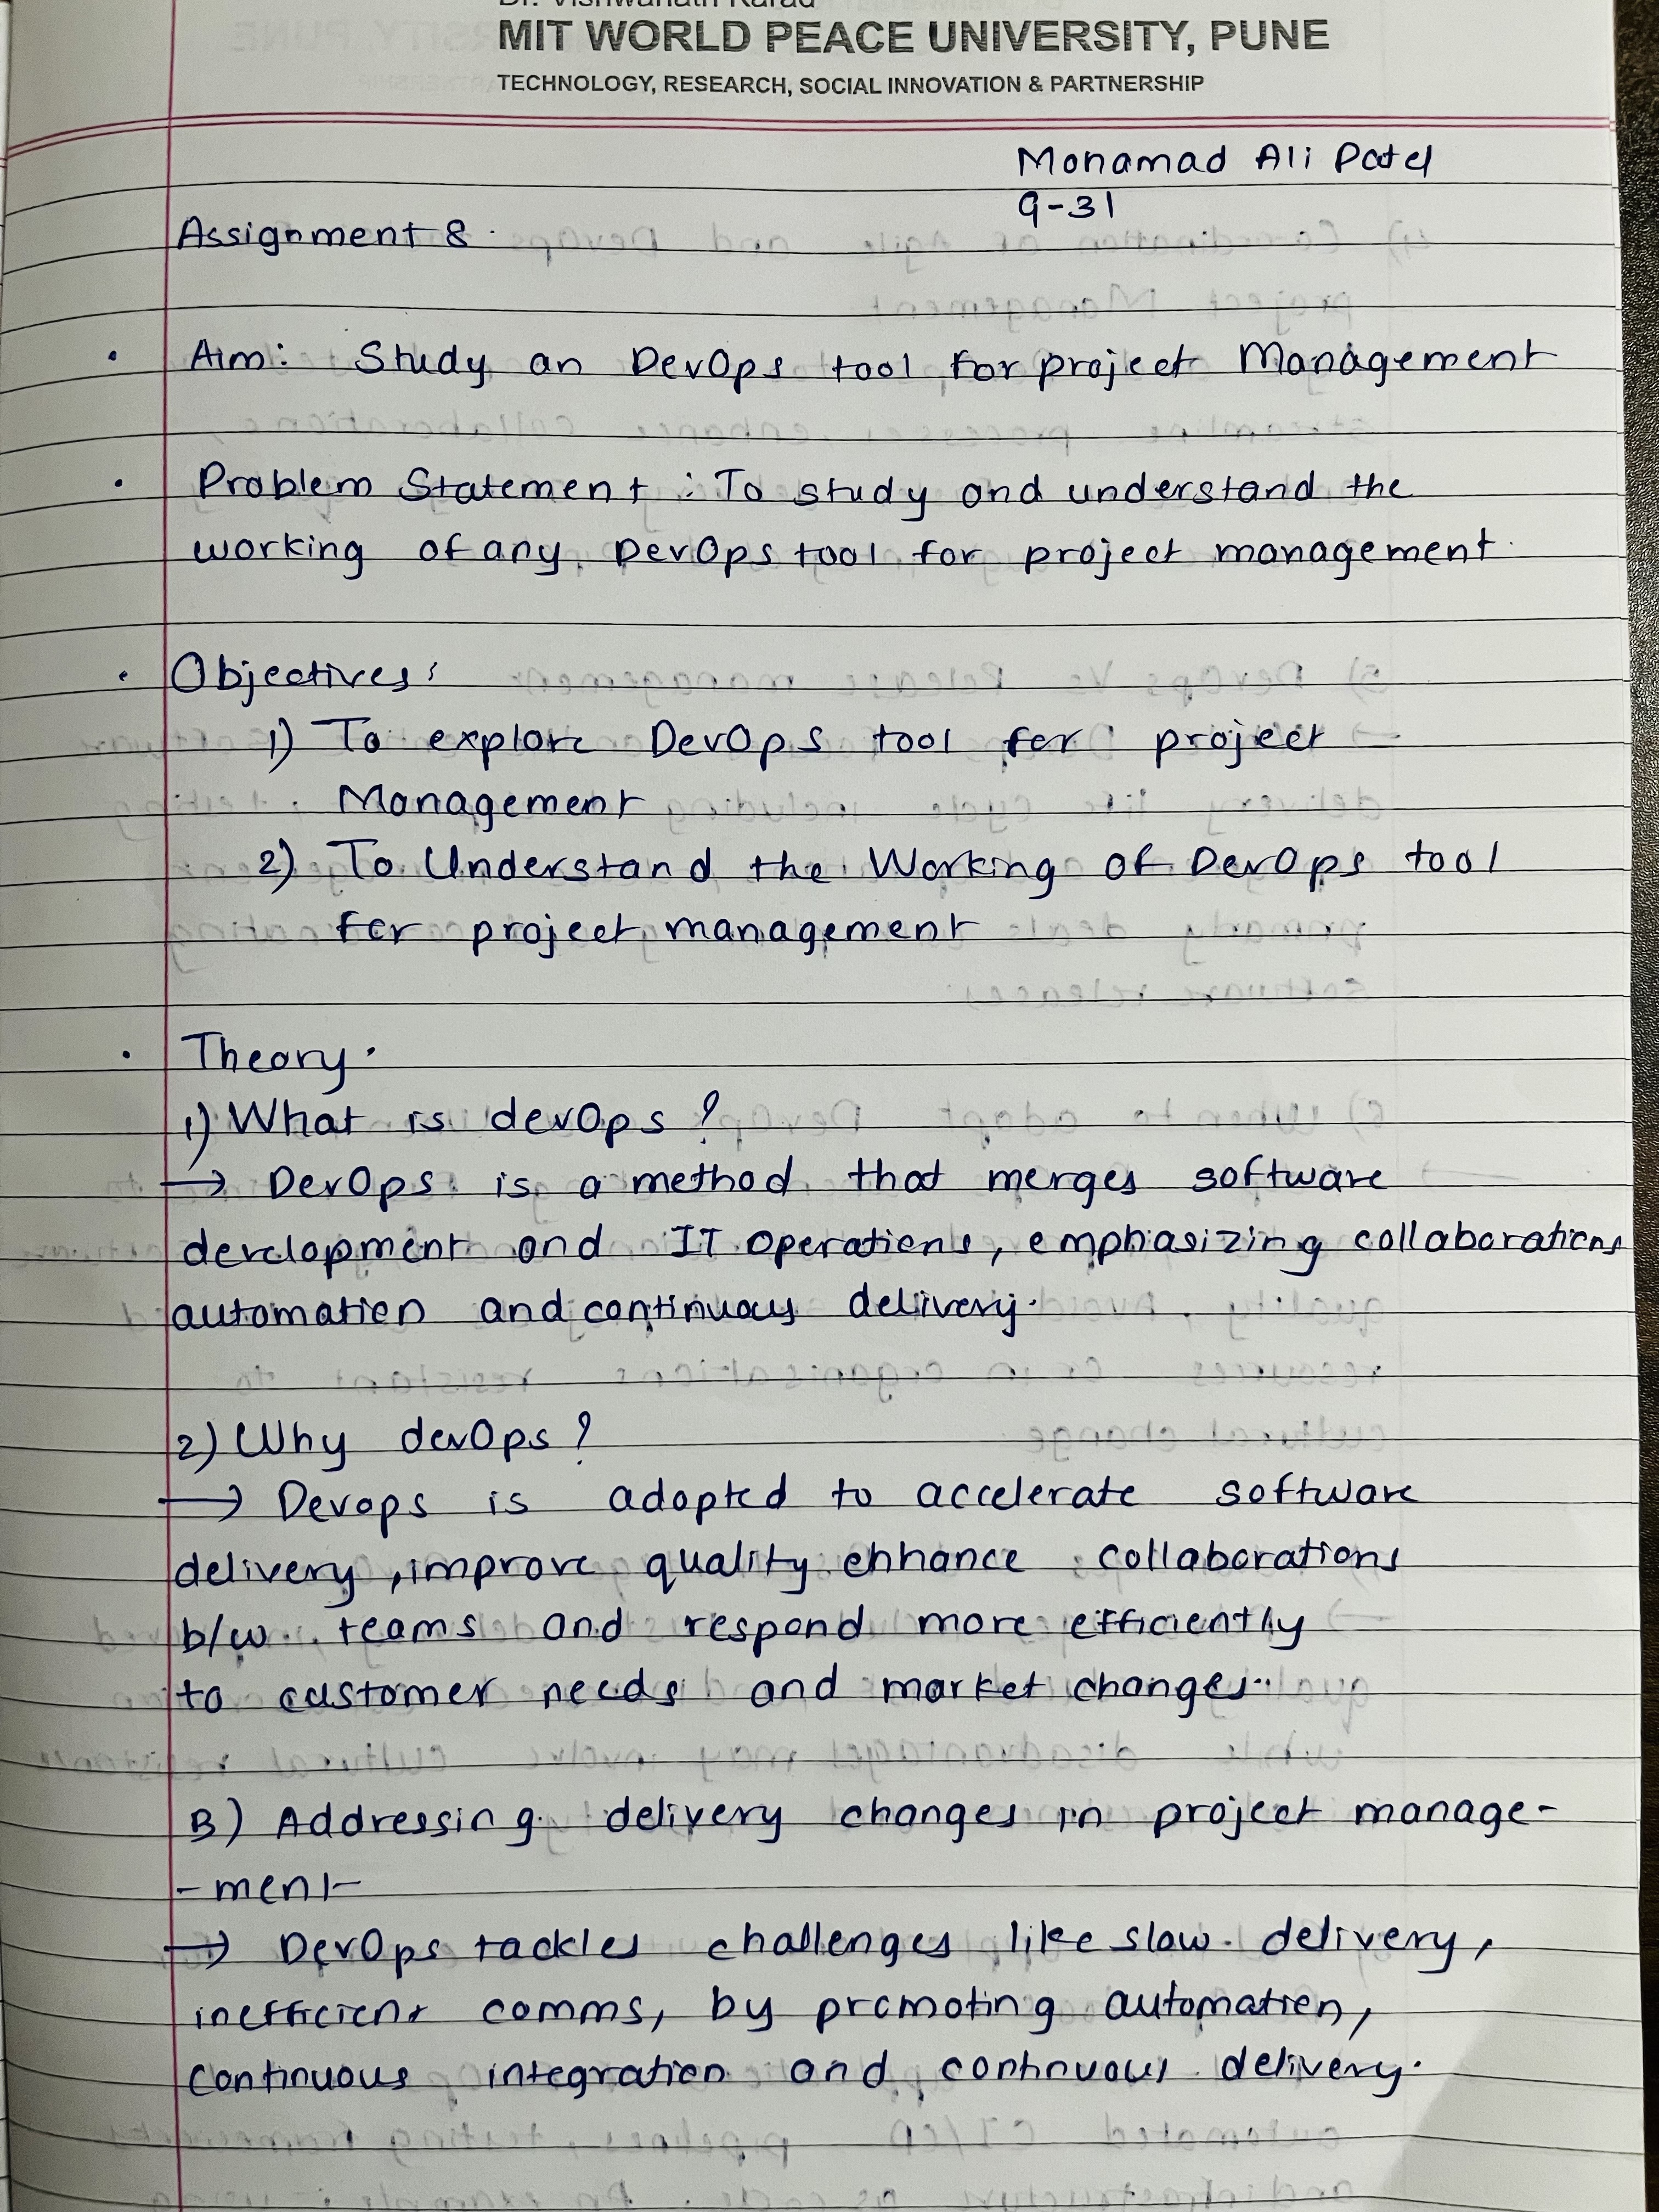 Dr. Vishwanath Karad
MIT WORLD PEACE UNIVERSITY, PUNE
TECHNOLOGY, RESEARCH, SOCIAL INNOVATION & PARTNERSHIP
Mohamad Ali Patel
9-31
Assignment 8.
• Aim: Study an DevOps tool for project Management
• Problem Statement : To study and understand the
working of any DevOps tool for project management.
• Objectives:
1) To explore DevOps tool for project
Management
2) To Understand the Working of DevOps tool
for project management
• Theory.
1) What is devOps ?
→ DevOps is a method that merges software
development and IT operations, emphasizing collaborations
automation and continuous delivery.
2) Why devOps ?
→ Devops is adopted to accelerate software
delivery, improve quality enhance collaborations
b/w teams and respond more efficiently
to customer needs and market changes.
3) Addressing delivery changes in project manage-
-ment
→ DevOps tackles challenges like slow delivery,
inefficient comms, by promoting automation,
continuous integration and continuous delivery.